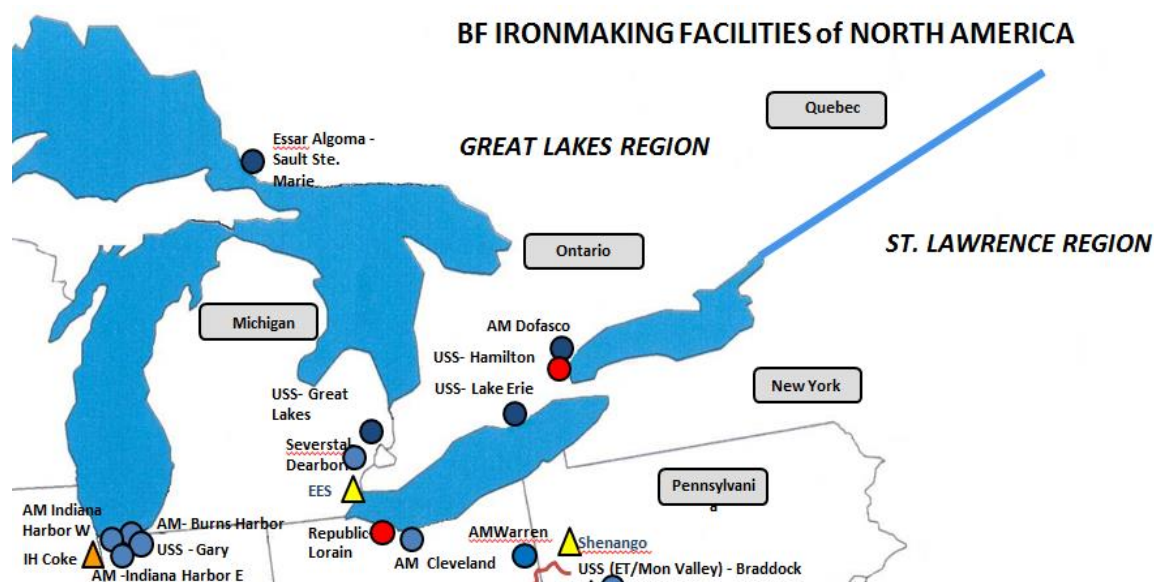 BF IRONMAKING FACILITIES of NORTH AMERICA
Quebec
Essar Algoma -
Sault Ste.
Marie
GREAT LAKES REGION
Ontario
ST. LAWRENCE REGION
Michigan
AM Dofasco
USS- Hamilton
USS- Lake Erie
New York
USS- Great
Lakes
Severstal
Dearborn
EES
Pennsylvani
a
AM Indiana
Harbor W
AM- Burns Harbor
USS - Gary
IH Coke
AM -Indiana Harbor E
Republic
Lorain
AM Cleveland
AMWarren
Shenango
USS (ET/Mon Valley) - Braddock